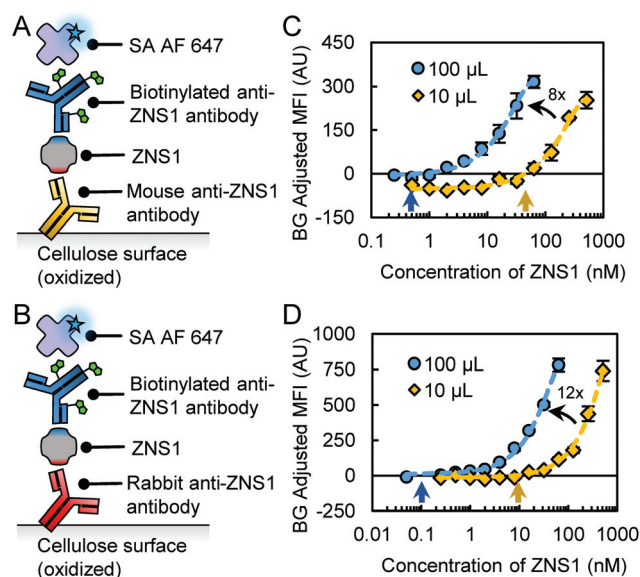 A
SA AF 647
Biotinylated anti-
ZNS1 antibody
ZNS1
Mouse anti-ZNS1
antibody
Cellulose surface
(oxidized)
B
SA AF 647
Biotinylated anti-
ZNS1 antibody
ZNS1
Rabbit anti-ZNS1
antibody
Cellulose surface
(oxidized)
C
BG Adjusted MFI (AU)
450
300
150
0
-150
100 µL
10 µL
8x
0.1 1 10 100 1000
Concentration of ZNS1 (nM)
D
BG Adjusted MFI (AU)
1000
750
500
250
0
-250
100 µL
10 µL
12x
0.01 0.1 1 10 100 1000
Concentration of ZNS1 (nM)